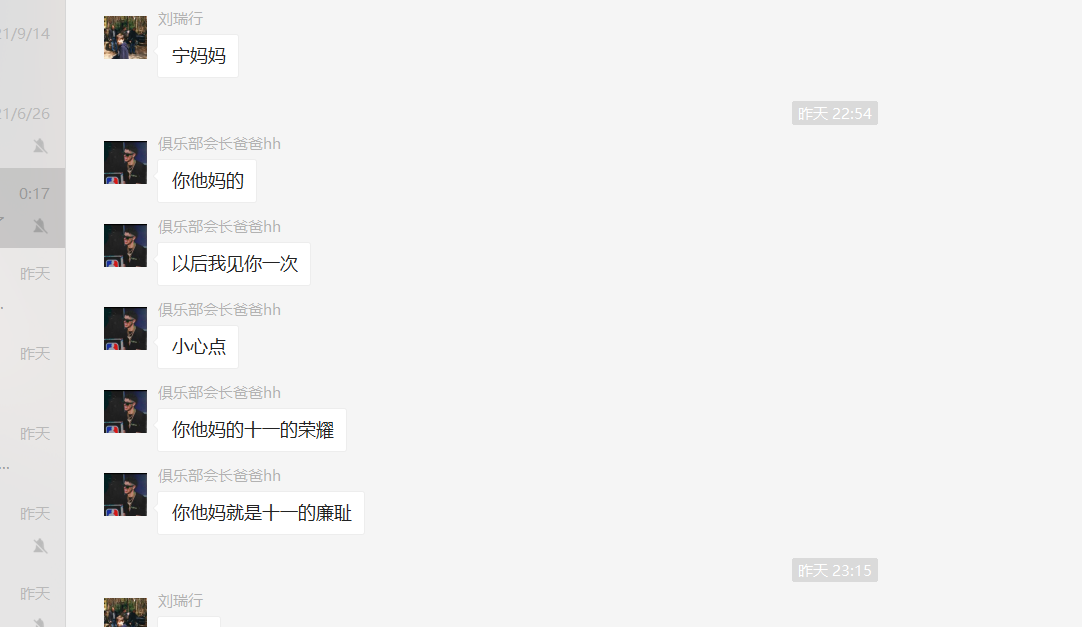 21/9/14
21/6/26
0:17
昨天
昨天
昨天
昨天
昨天
刘瑞行
宁妈妈
昨天 22:54
俱乐部会长爸爸hh
你他妈的
俱乐部会长爸爸hh
以后我见你一次
俱乐部会长爸爸hh
小心点
俱乐部会长爸爸hh
你他妈的十一的荣耀
俱乐部会长爸爸hh
你他妈就是十一的廉耻
昨天 23:15
刘瑞行